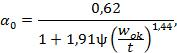 α₀ = 0,62 / (1 + 1,91ψ(w_ok / t)^1,44),